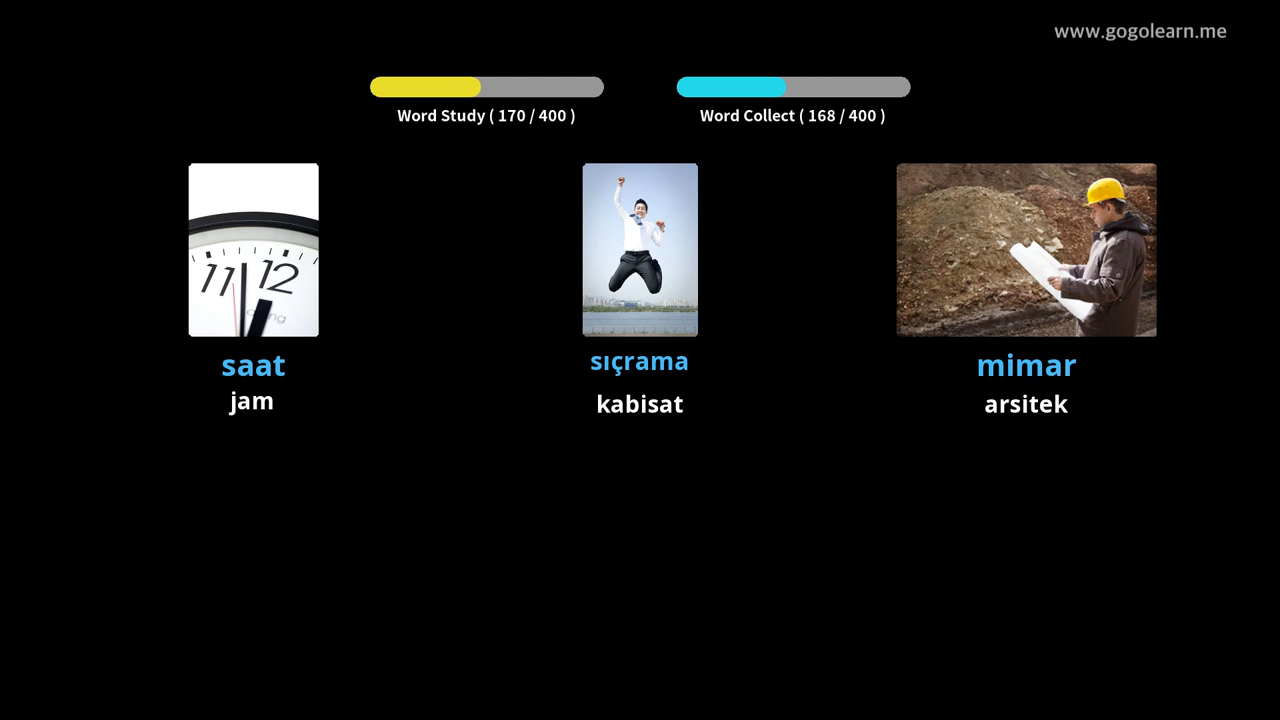 www.gogolearn.me
Word Study ( 170 / 400 )
Word Collect ( 168 / 400 )
11 12
saat
jam
sıçrama
kabisat
mimar
arsitek